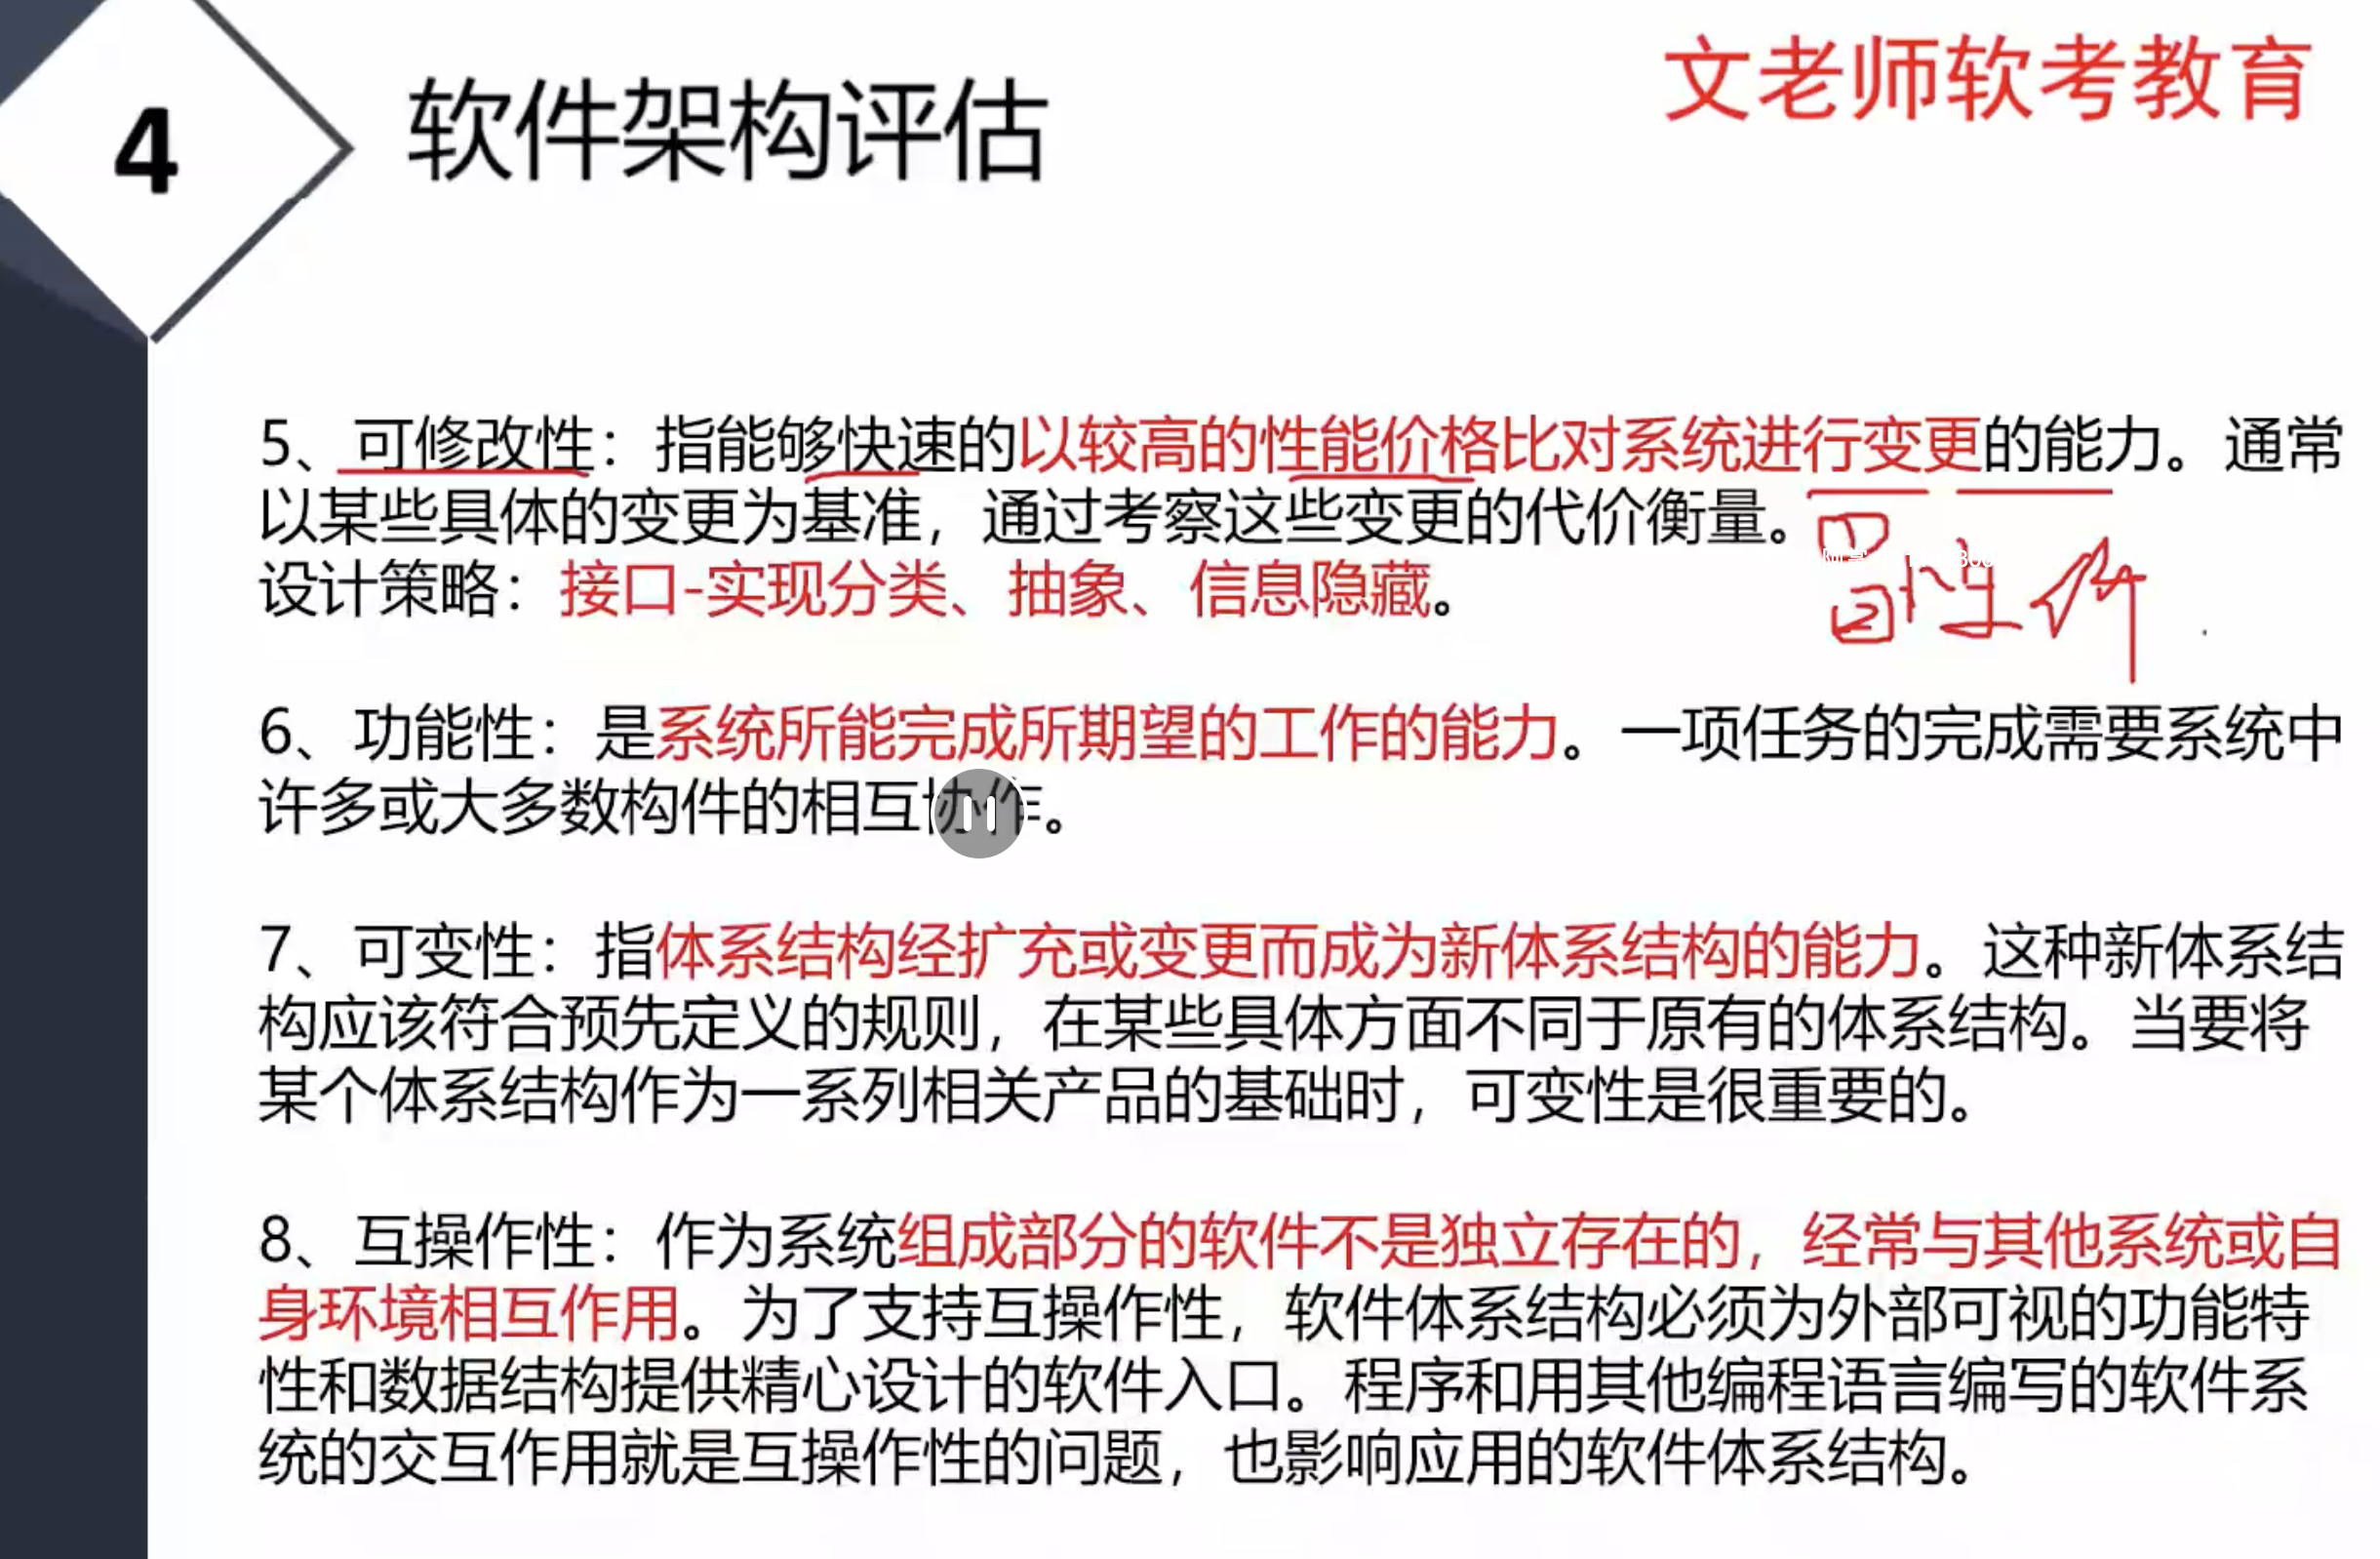 文老师软考教育
4
软件架构评估
5、可修改性：指能够快速的以较高的性能价格比对系统进行变更的能力。通常
以某些具体的变更为基准，通过考察这些变更的代价衡量。
设计策略：接口-实现分类、抽象、信息隐藏。
6、功能性：是系统所能完成所期望的工作的能力。一项任务的完成需要系统中
许多或大多数构件的相互协作。
7、可变性：指体系结构经扩充或变更而成为新体系结构的能力。这种新体系结
构应该符合预先定义的规则，在某些具体方面不同于原有的体系结构。当要将
某个体系结构作为一系列相关产品的基础时，可变性是很重要的。
8、互操作性：作为系统组成部分的软件不是独立存在的，经常与其他系统或自
身环境相互作用。为了支持互操作性，软件体系结构必须为外部可视的功能特
性和数据结构提供精心设计的软件入口。程序和用其他编程语言编写的软件系
统的交互作用就是互操作性的问题，也影响应用的软件体系结构。